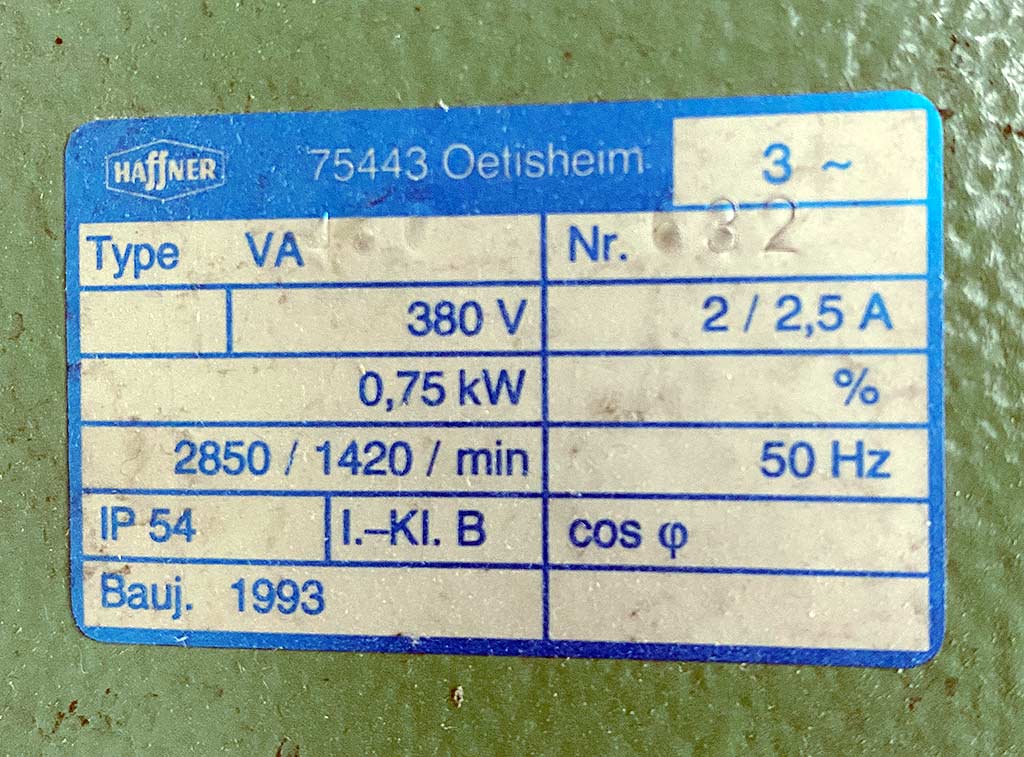 HAFFNER 75443 Oetisheim 3 ~
Type VA Nr. 632
380 V 2 / 2,5 A
0,75 kW %
2850 / 1420 / min 50 Hz
IP 54 I.-Kl. B cos φ
Bauj. 1993